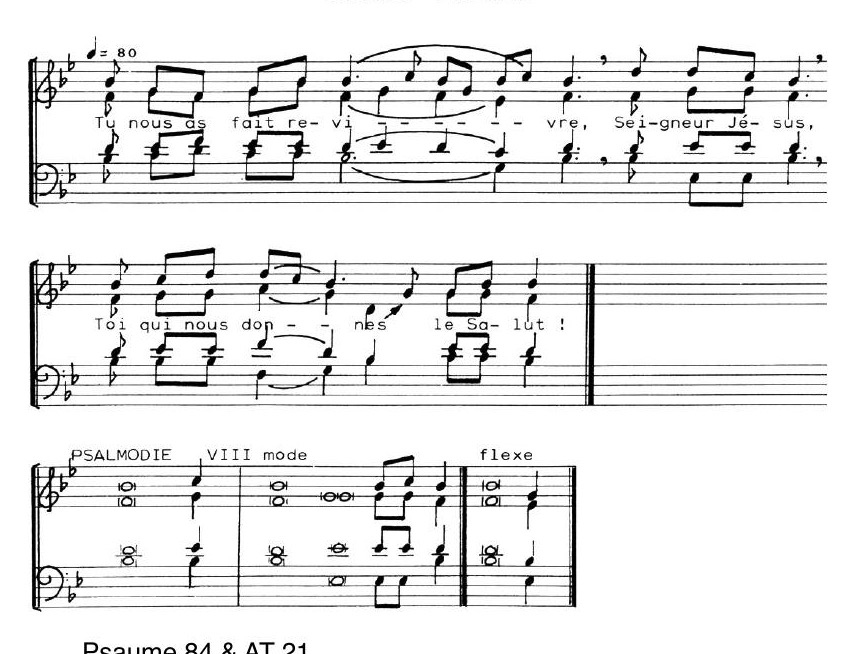 ♩= 80
Tu nous as fait re- vi - - - - - - vre, Sei-gneur Jé- sus,
Toi qui nous don - - nes le Sa- lut !
PSALMODIE VIII mode flexe
Psaume 84 & AT 21